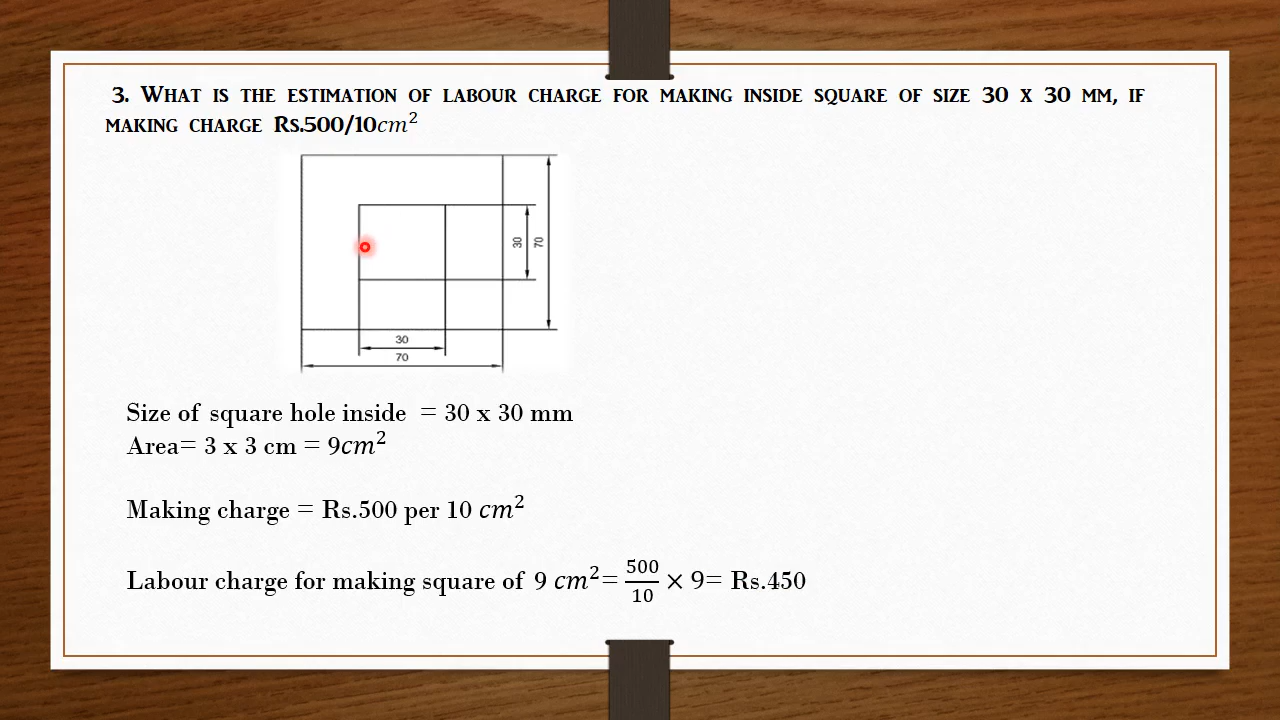 3. What is the estimation of labour charge for making inside square of size 30 x 30 mm, if
making charge Rs.500/10cm²
30
70
30
70
Size of square hole inside = 30 x 30 mm
Area= 3 x 3 cm = 9cm²
Making charge = Rs.500 per 10 cm²
Labour charge for making square of 9 cm²= 500/10 × 9= Rs.450